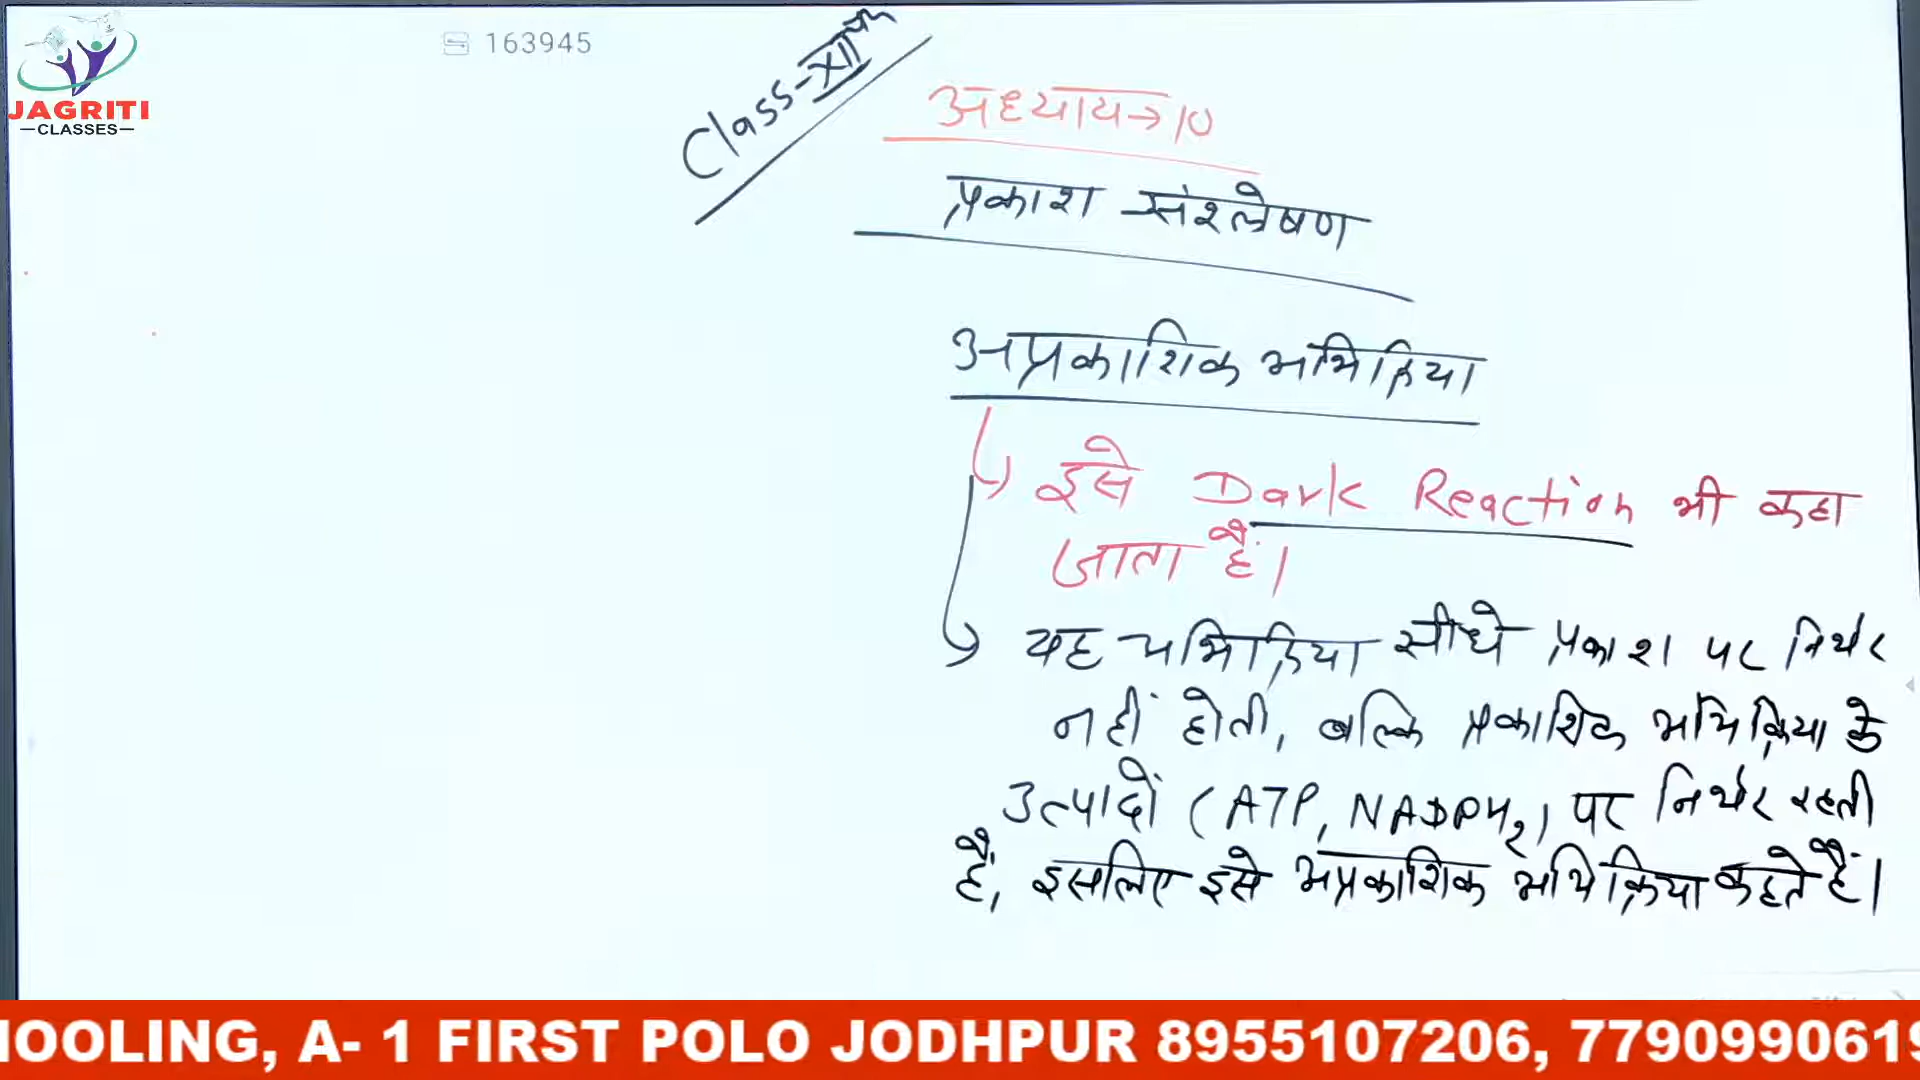 JAGRITI
CLASSES
163945
Class-XIIth
अध्याय→10
प्रकाश संश्लेषण
अप्रकाशिक अभिक्रिया
इसे Dark Reaction भी कहा
जाता हैं।
यह अभिक्रिया सीधे प्रकाश पर निर्भर
नहीं होती, बल्कि प्रकाशिक अभिक्रिया के
उत्पादों (ATP, NADPH2) पर निर्भर रहती
हैं, इसलिए इसे अप्रकाशिक अभिक्रिया कहते हैं।
HOOLING, A- 1 FIRST POLO JODHPUR 8955107206, 779099061